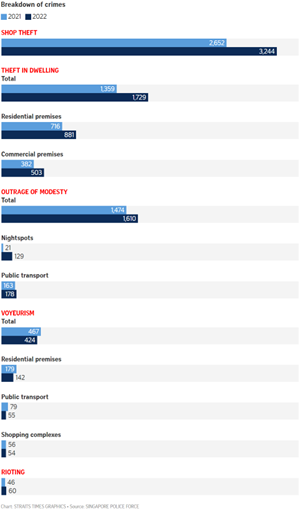 Breakdown of crimes
2021 2022
SHOP THEFT
2,652
3,244
THEFT IN DWELLING
Total
1,359
1,729
Residential premises
716
881
Commercial premises
382
503
OUTRAGE OF MODESTY
Total
1,474
1,610
Nightspots
21
129
Public transport
163
178
VOYEURISM
Total
467
424
Residential premises
179
142
Public transport
79
55
Shopping complexes
56
54
RIOTING
46
60
Chart: STRAITS TIMES GRAPHICS • Source: SINGAPORE POLICE FORCE